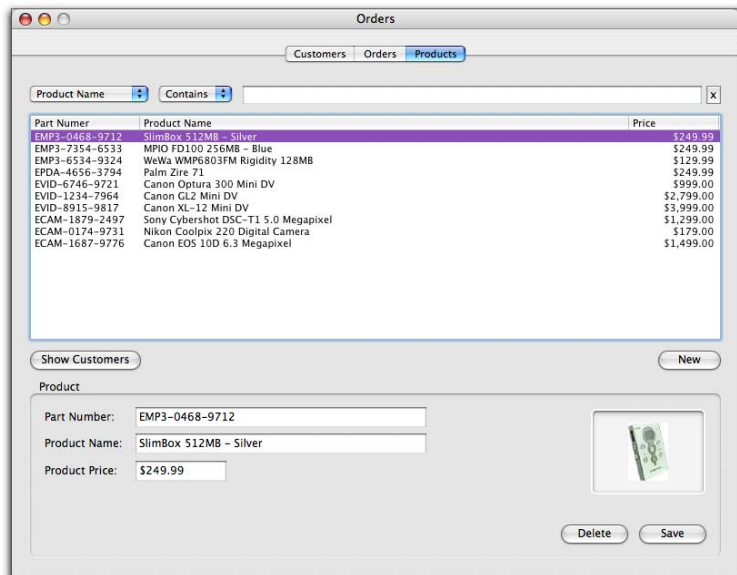 Orders
Customers Orders Products
Product Name Contains x
Part Numer Product Name Price
EMP3-0468-9712 SlimBox 512MB - Silver $249.99
EMP3-7354-6533 MPIO FD100 256MB - Blue $249.99
EMP3-6534-9324 WeWa WMP6803FM Rigidity 128MB $129.99
EPDA-4656-3794 Palm Zire 71 $249.99
EVID-6746-9721 Canon Optura 300 Mini DV $999.00
EVID-1234-7964 Canon GL2 Mini DV $2,799.00
EVID-8915-9817 Canon XL-12 Mini DV $3,999.00
ECAM-1879-2497 Sony Cybershot DSC-T1 5.0 Megapixel $1,299.00
ECAM-0174-9731 Nikon Coolpix 220 Digital Camera $179.00
ECAM-1687-9776 Canon EOS 10D 6.3 Megapixel $1,499.00
Show Customers New
Product
Part Number: EMP3-0468-9712
Product Name: SlimBox 512MB - Silver
Product Price: $249.99
Delete Save